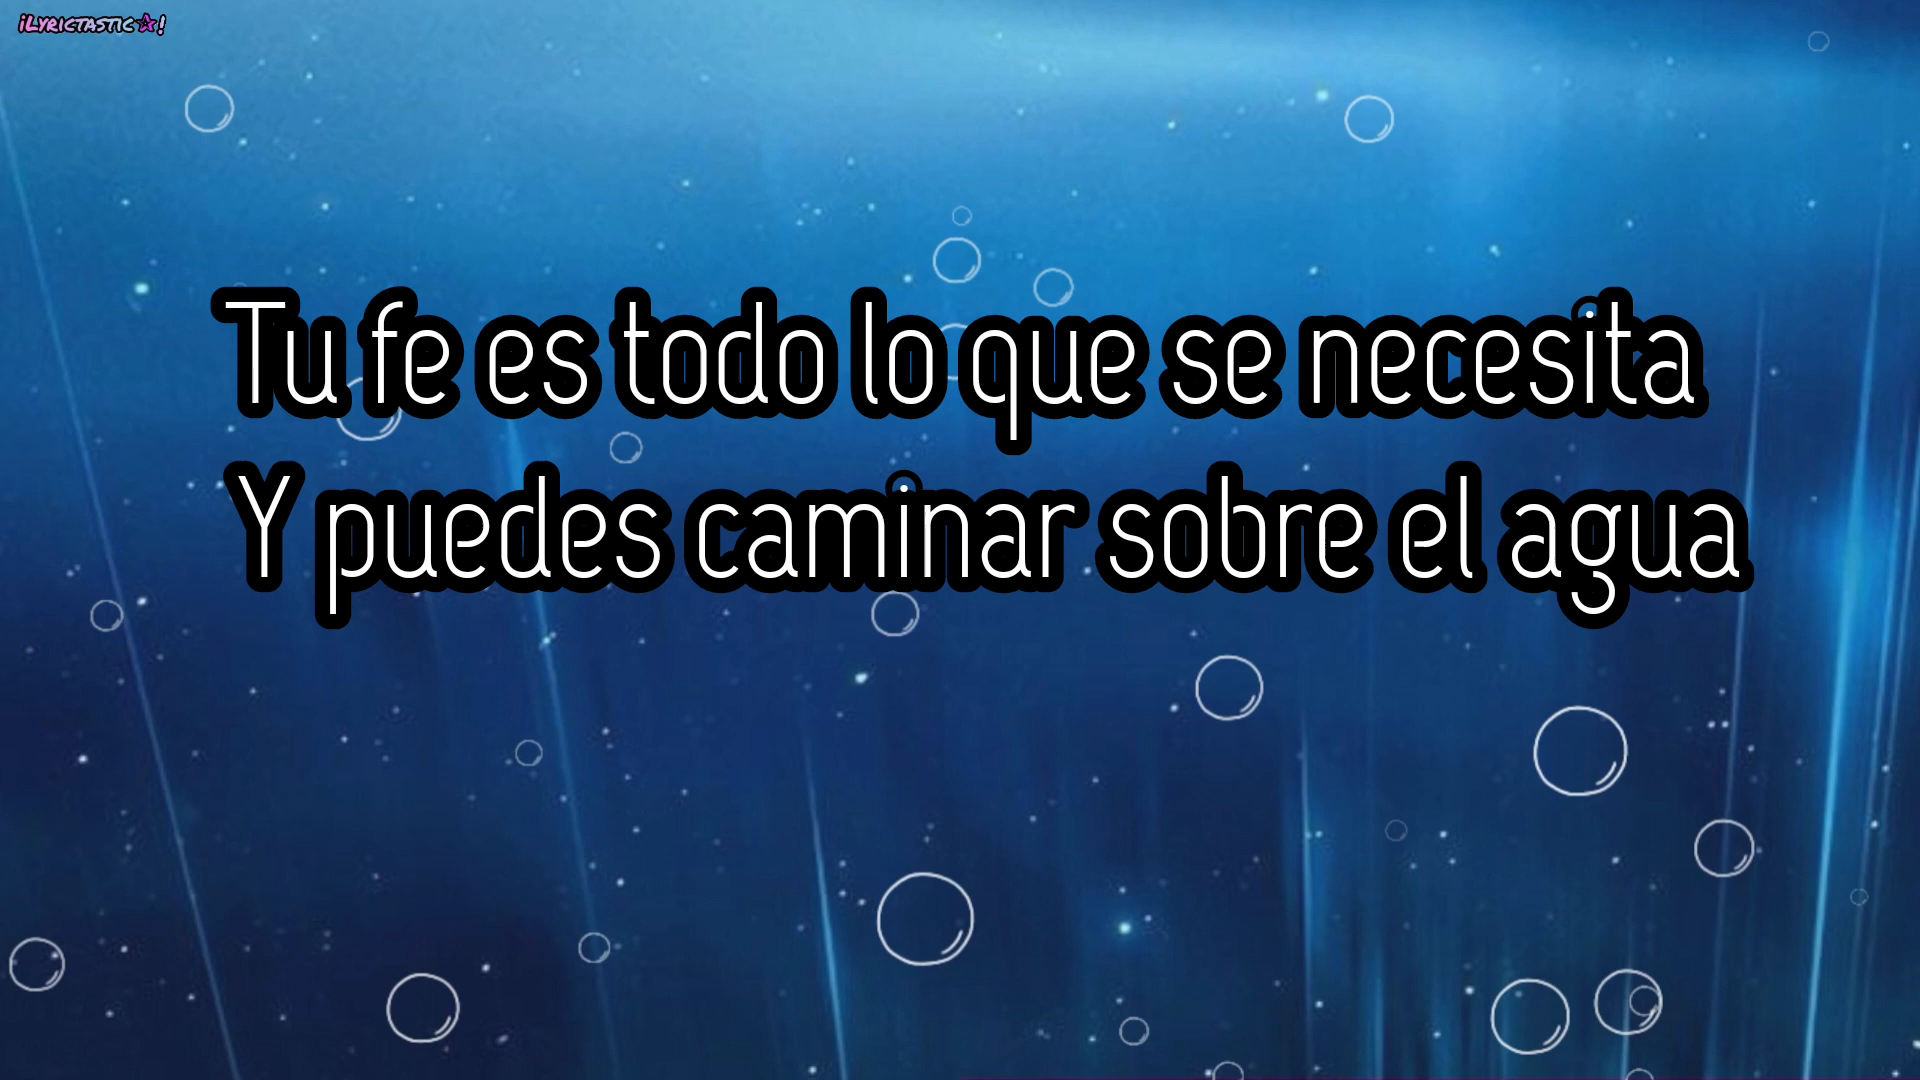 iLyrictastic☆!
Tu fe es todo lo que se necesita
Y puedes caminar sobre el agua